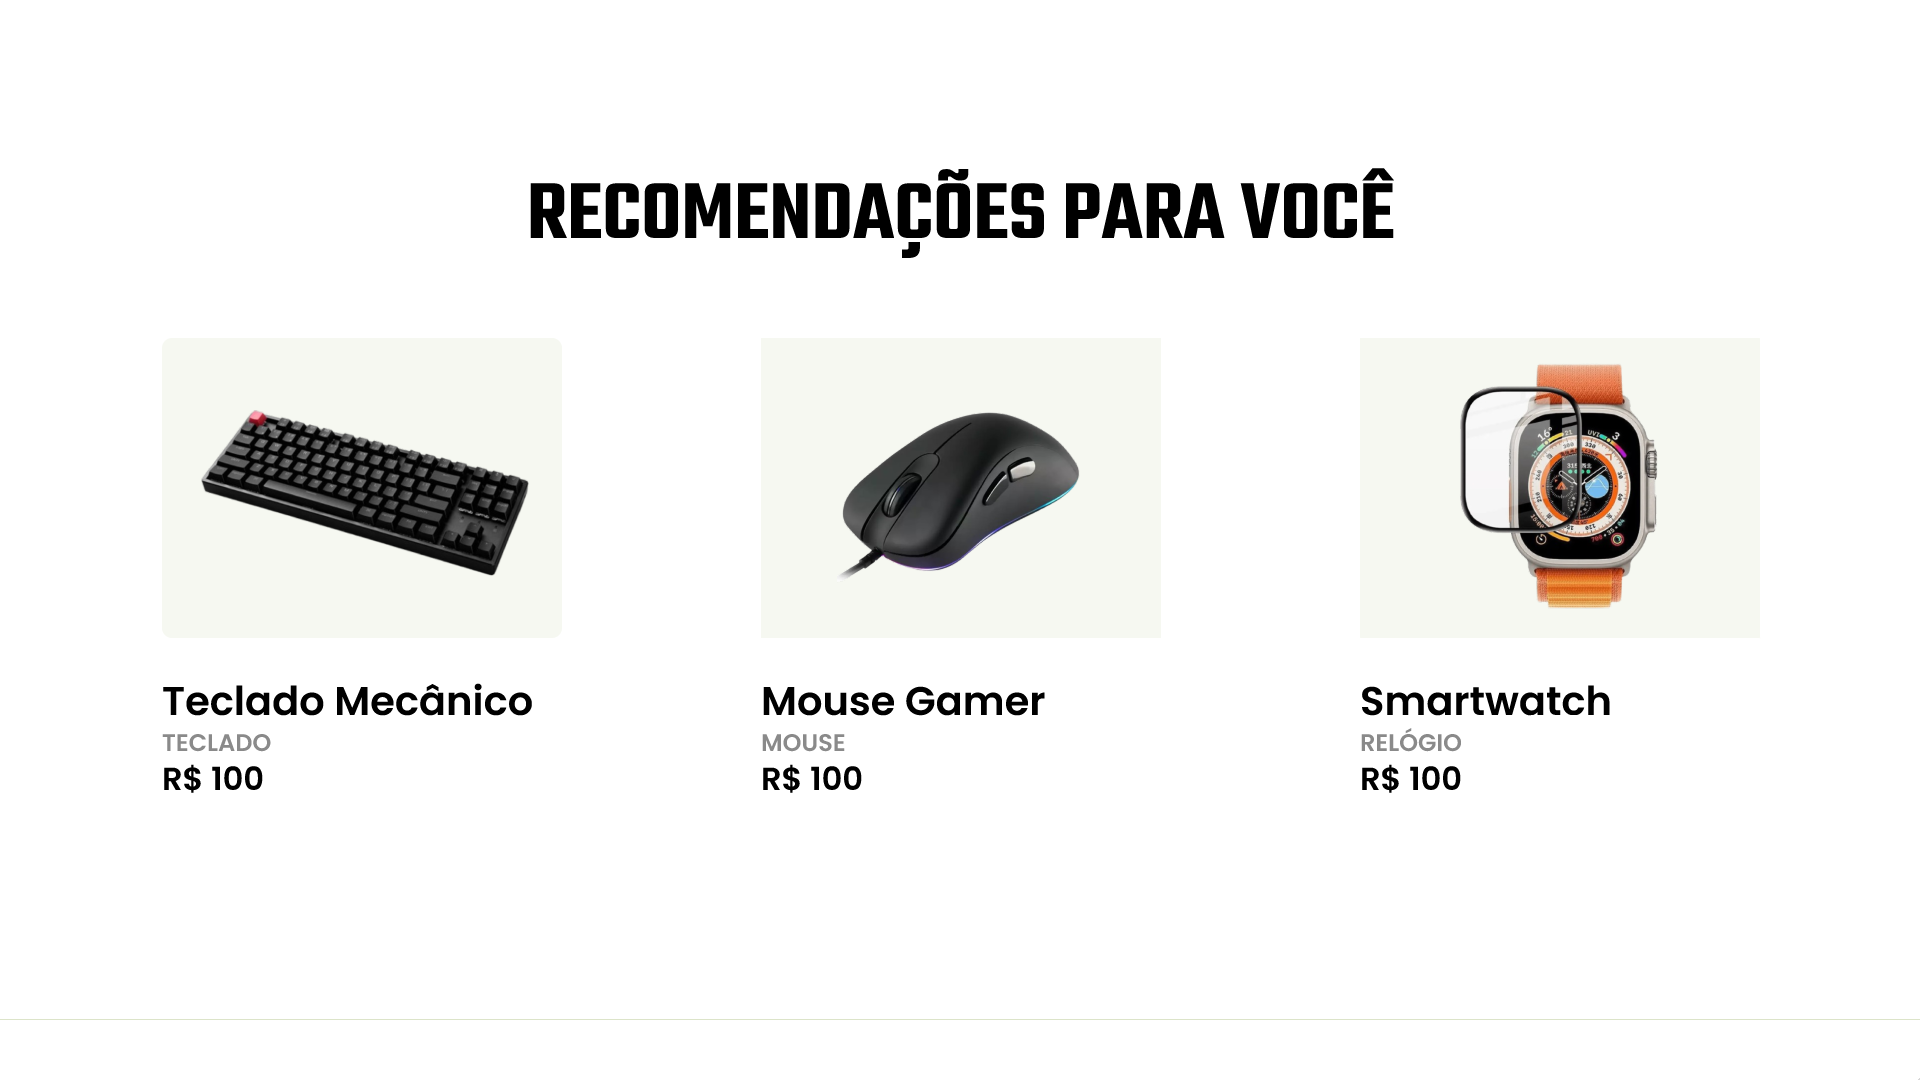 RECOMENDAÇÕES PARA VOCÊ
Teclado Mecânico
TECLADO
R$ 100
Mouse Gamer
MOUSE
R$ 100
Smartwatch
RELÓGIO
R$ 100